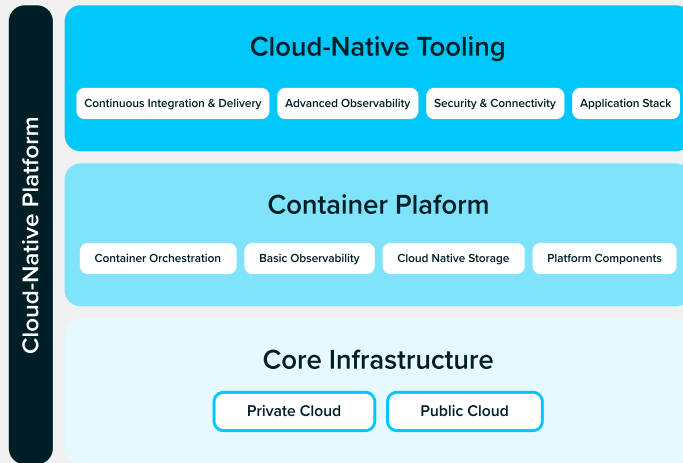 Cloud-Native Platform
Cloud-Native Tooling
Continuous Integration & Delivery
Advanced Observability
Security & Connectivity
Application Stack
Container Plaform
Container Orchestration
Basic Observability
Cloud Native Storage
Platform Components
Core Infrastructure
Private Cloud
Public Cloud